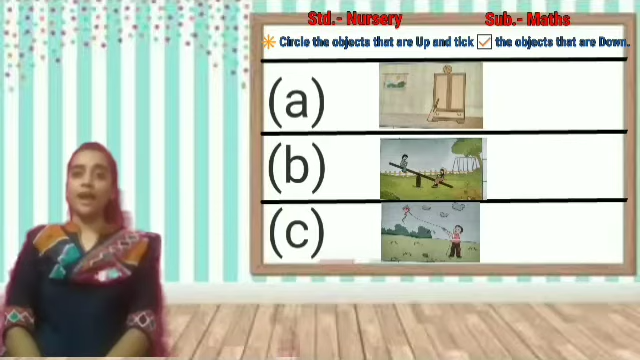 Std.- Nursery Sub.- Maths
Circle the objects that are Up and tick the objects that are Down.
(a)
(b)
(c)